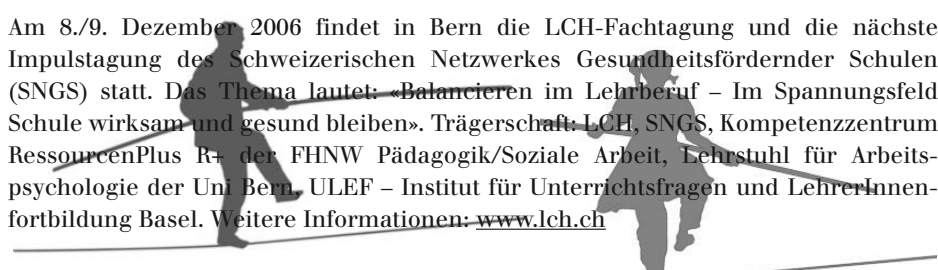 Am 8./9. Dezember 2006 findet in Bern die LCH-Fachtagung und die nächste
Impulstagung des Schweizerischen Netzwerkes Gesundheitsfördernder Schulen
(SNGS) statt. Das Thema lautet: «Balancieren im Lehrberuf – Im Spannungsfeld
Schule wirksam und gesund bleiben». Trägerschaft: LCH, SNGS, Kompetenzzentrum
RessourcenPlus R+ der FHNW Pädagogik/Soziale Arbeit, Lehrstuhl für Arbeits-
psychologie der Uni Bern, ULEF – Institut für Unterrichtsfragen und LehrerInnen-
fortbildung Basel. Weitere Informationen: www.lch.ch